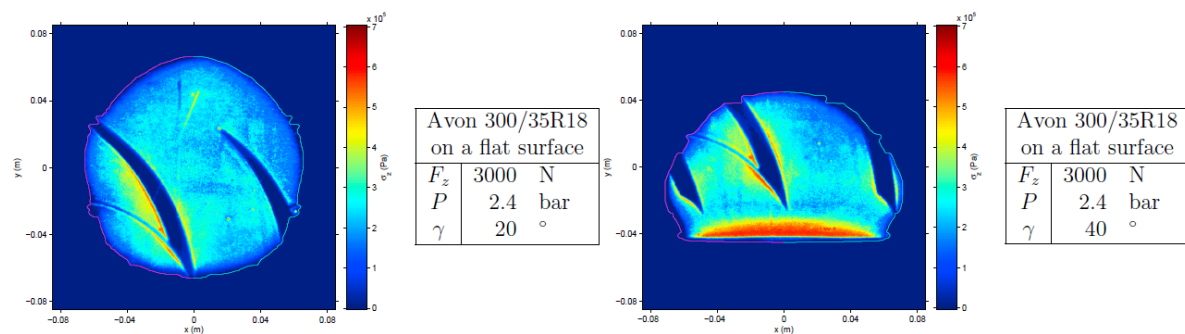 x 10⁵
0.08
0.04
0
−0.04
−0.08
y (m)
−0.08 −0.04 0 0.04 0.08
x (m)
7
6
5
4
3
2
1
0
σz (Pa)
Avon 300/35R18
on a flat surface
Fz 3000 N
P 2.4 bar
γ 20 °
x 10⁵
0.08
0.04
0
−0.04
−0.08
y (m)
−0.08 −0.04 0 0.04 0.08
x (m)
7
6
5
4
3
2
1
0
σz (Pa)
Avon 300/35R18
on a flat surface
Fz 3000 N
P 2.4 bar
γ 40 °